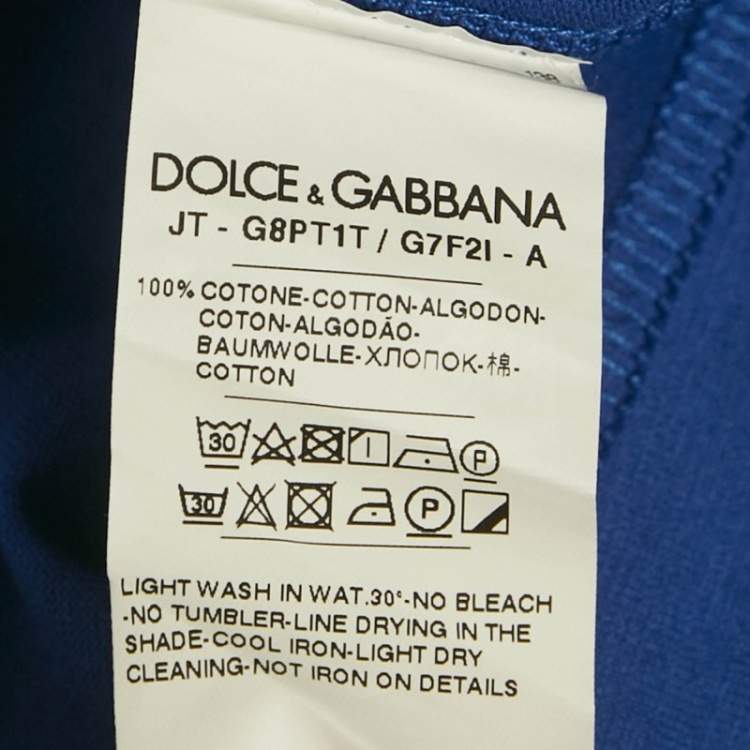 DOLCE & GABBANA
JT - G8PT1T / G7F2I - A
100% COTONE-COTTON-ALGODON-
COTON-ALGODÃO-
BAUMWOLLE-ХЛОПОК-棉-
COTTON
30 P
30 P
LIGHT WASH IN WAT.30°-NO BLEACH
-NO TUMBLER-LINE DRYING IN THE
SHADE-COOL IRON-LIGHT DRY
CLEANING-NOT IRON ON DETAILS